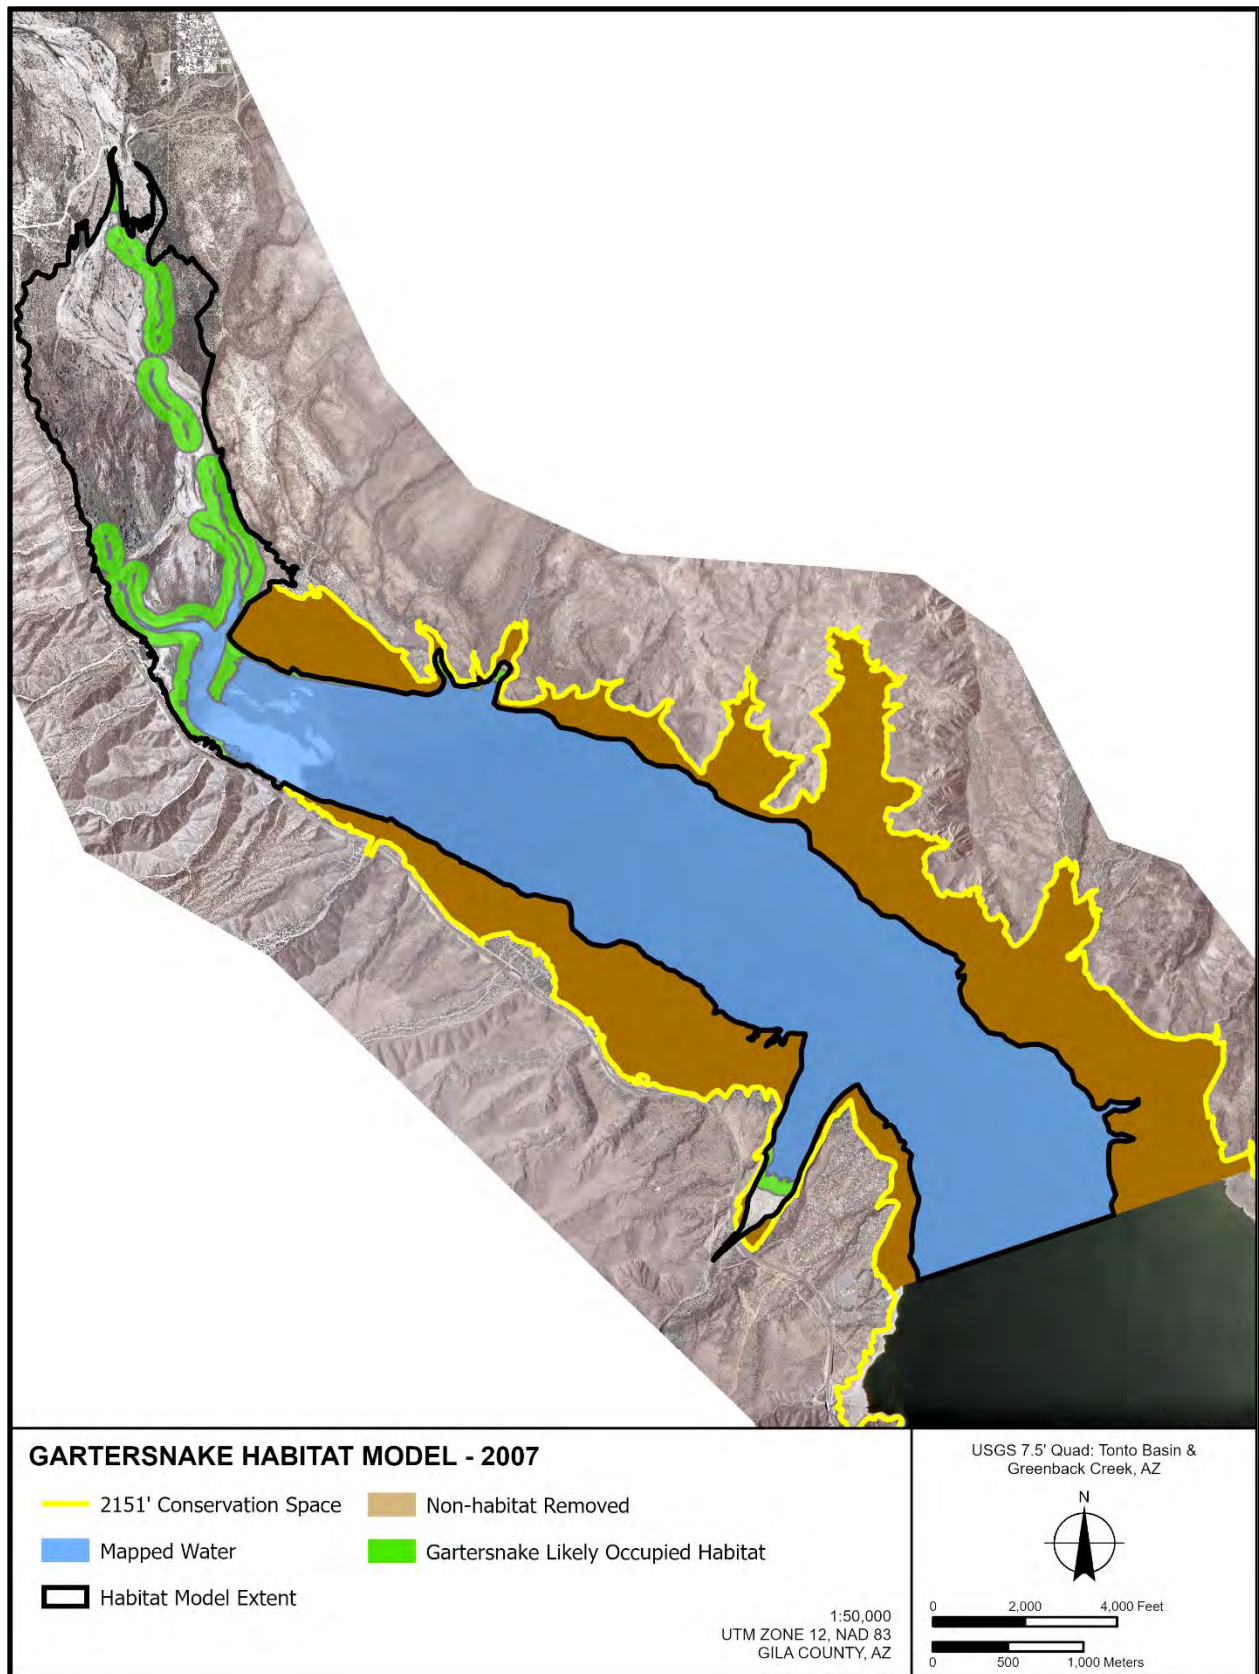 GARTERSNAKE HABITAT MODEL - 2007
2151' Conservation Space
Non-habitat Removed
Mapped Water
Gartersnake Likely Occupied Habitat
Habitat Model Extent
1:50,000
UTM ZONE 12, NAD 83
GILA COUNTY, AZ
USGS 7.5' Quad: Tonto Basin &
Greenback Creek, AZ
N
0 2,000 4,000 Feet
0 500 1,000 Meters